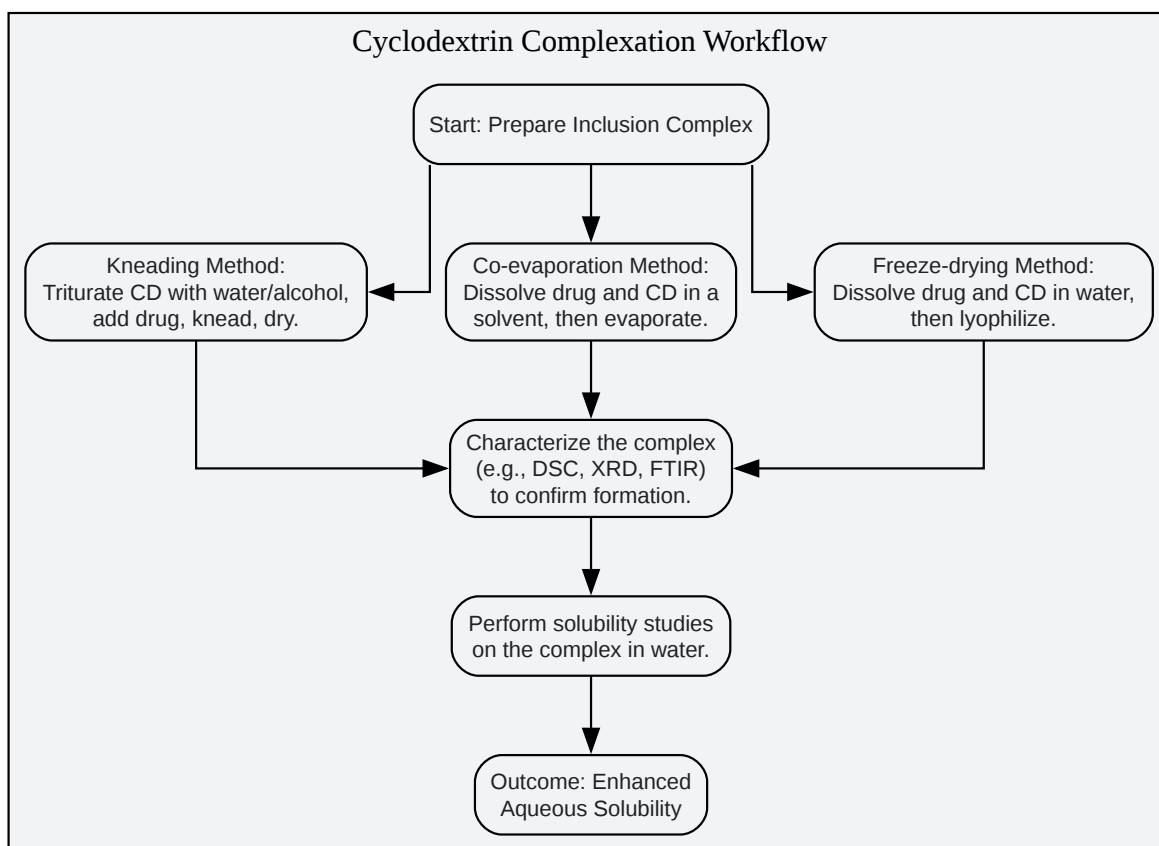 Cyclodextrin Complexation Workflow
Start: Prepare Inclusion Complex
Kneading Method:
Triturate CD with water/alcohol,
add drug, knead, dry.
Co-evaporation Method:
Dissolve drug and CD in a
solvent, then evaporate.
Freeze-drying Method:
Dissolve drug and CD in water,
then lyophilize.
Characterize the complex
(e.g., DSC, XRD, FTIR)
to confirm formation.
Perform solubility studies
on the complex in water.
Outcome: Enhanced
Aqueous Solubility